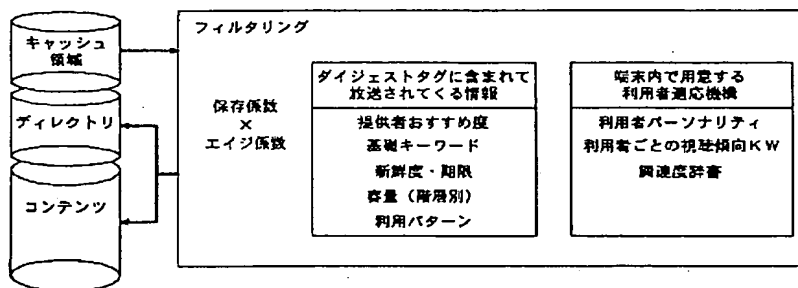 キャッシュ
領域
ディレクトリ
コンテンツ
フィルタリング
保存係数
×
エイジ係数
ダイジェストタグに含まれて
放送されてくる情報
提供者おすすめ度
基礎キーワード
新鮮度・期限
容量（階層別）
利用パターン
端末内で用意する
利用者適応機構
利用者パーソナリティ
利用者ごとの視聴傾向KW
関連度辞書